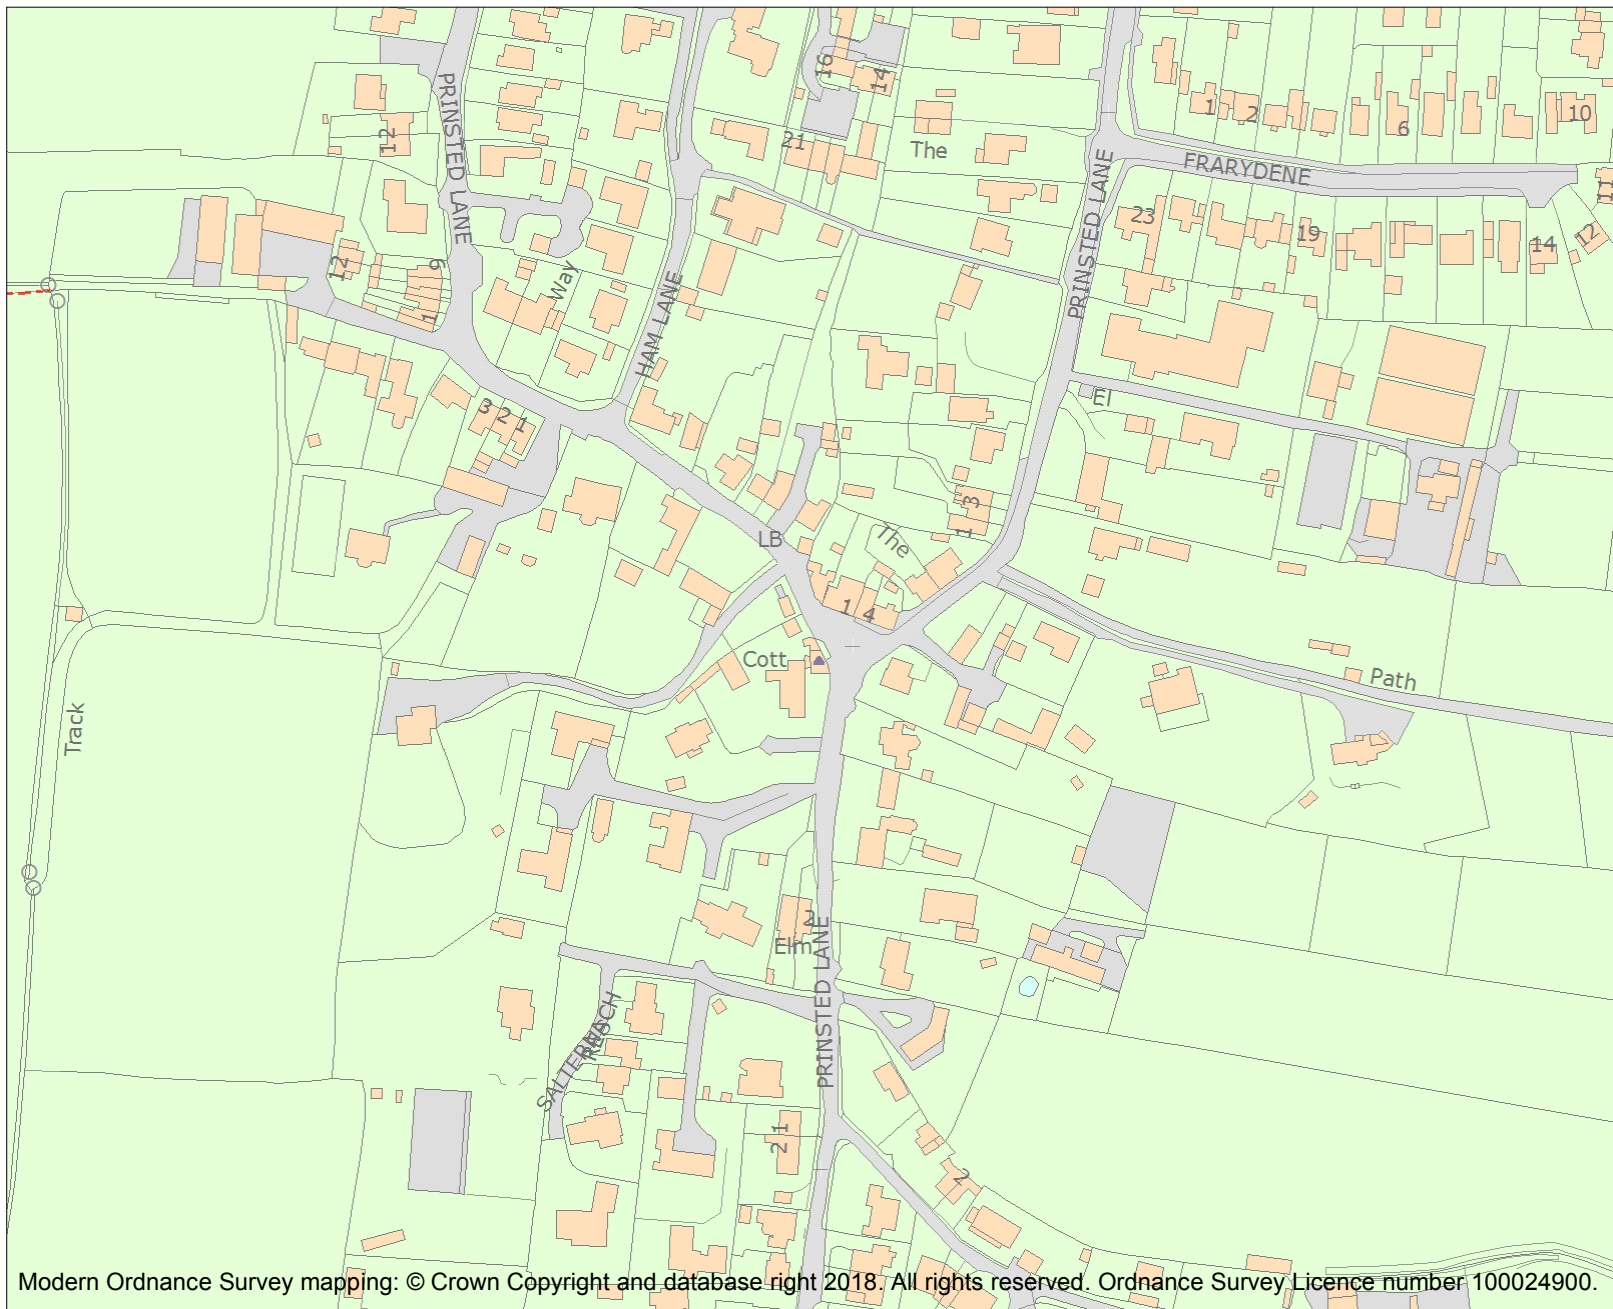 16
14
PRINSTED LANE
12
21
The
1
2
6
10
FRARYDENE
PRINSTED LANE
11
23
19
14
12
12
9
1
Way
HAM LANE
3 2 1
El
3
1
LB
The
1 4
Cott
Path
Track
2
Elm
PRINSTED LANE
SALTERNS
REACH
2 1
2
Modern Ordnance Survey mapping: © Crown Copyright and database right 2018. All rights reserved. Ordnance Survey Licence number 100024900.